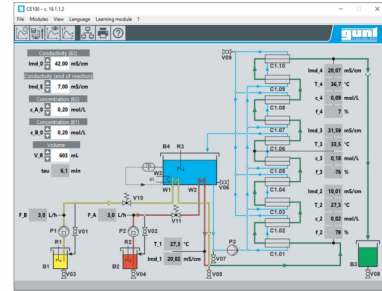 CE100 - v. 18.1.1.2
File Modules View Language Learning module ?
gunt
Conductivity (B2)
lmd_0 42,00 mS/cm
Conductivity (end of reaction)
lmd_E 7,00 mS/cm
Concentration (B2)
c_A_0 0,20 mol/L
Concentration (B1)
c_B_0 0,20 mol/L
Volume
V_R 603 mL
tau 6,1 min
F_B 3,0 L/h
F_A 3,0 L/h
P1
V01
R1
B1
V03
P2
V02
R2
B2
V04
V10
V11
B4
R3
W3
W1
W2
V06
T_1 27,3 °C
lmd_1 20,02 mS/cm
V07
V08
P3
V09
C1.10
C1.09
C1.08
C1.07
C1.06
C1.05
C1.04
C1.03
C1.02
C1.01
lmd_4 20,07 mS/cm
T_4 36,7 °C
c_4 0,09 mol/L
f_4 7 %
lmd_3 31,59 mS/cm
T_3 33,5 °C
c_3 0,18 mol/L
f_3 -76 %
lmd_2 10,01 mS/cm
T_2 27,3 °C
c_2 0,02 mol/L
f_2 78 %
B3
V08